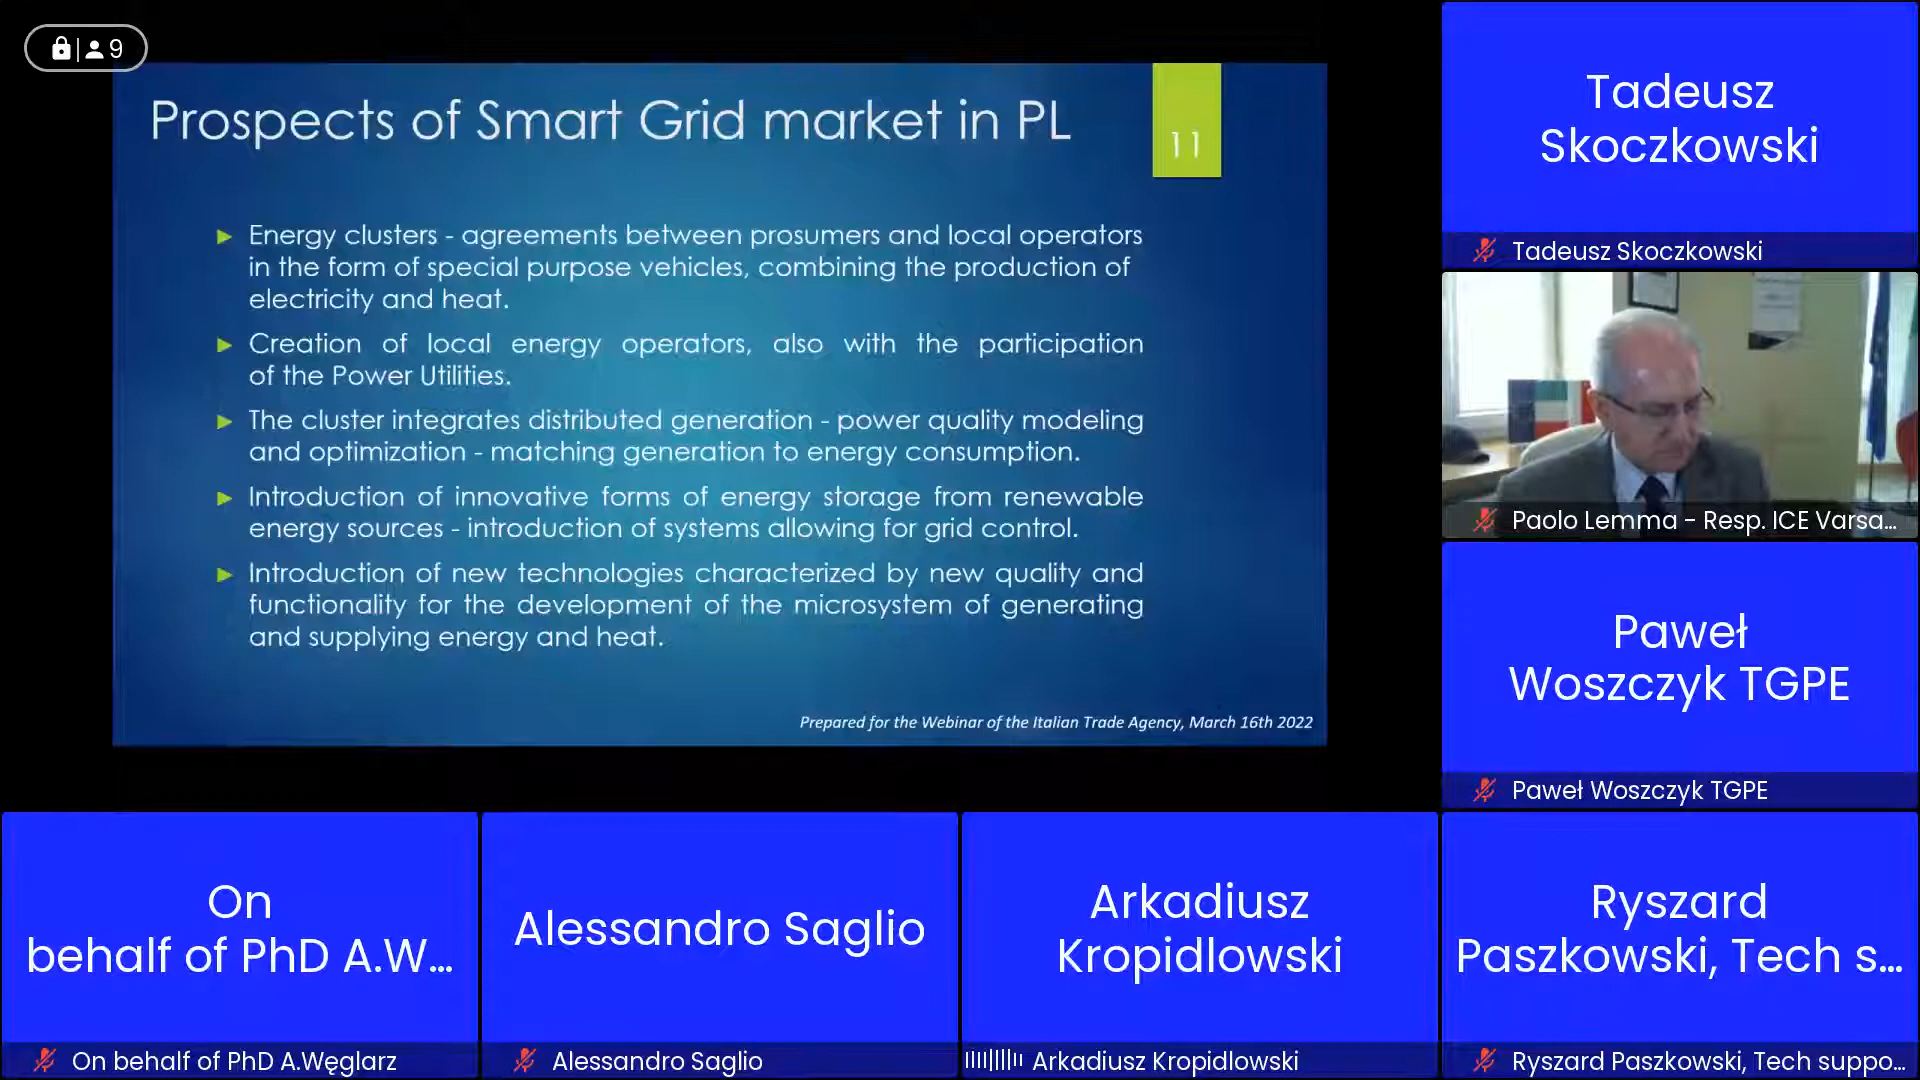 9
Prospects of Smart Grid market in PL
11
Energy clusters - agreements between prosumers and local operators
in the form of special purpose vehicles, combining the production of
electricity and heat.
Creation of local energy operators, also with the participation
of the Power Utilities.
The cluster integrates distributed generation - power quality modeling
and optimization - matching generation to energy consumption.
Introduction of innovative forms of energy storage from renewable
energy sources - introduction of systems allowing for grid control.
Introduction of new technologies characterized by new quality and
functionality for the development of the microsystem of generating
and supplying energy and heat.
Prepared for the Webinar of the Italian Trade Agency, March 16th 2022
Tadeusz
Skoczkowski
Tadeusz Skoczkowski
Paolo Lemma - Resp. ICE Varsa...
Paweł
Woszczyk TGPE
Paweł Woszczyk TGPE
On
behalf of PhD A.W...
On behalf of PhD A.Węglarz
Alessandro Saglio
Alessandro Saglio
Arkadiusz
Kropidlowski
Arkadiusz Kropidlowski
Ryszard
Paszkowski, Tech s...
Ryszard Paszkowski, Tech suppo...